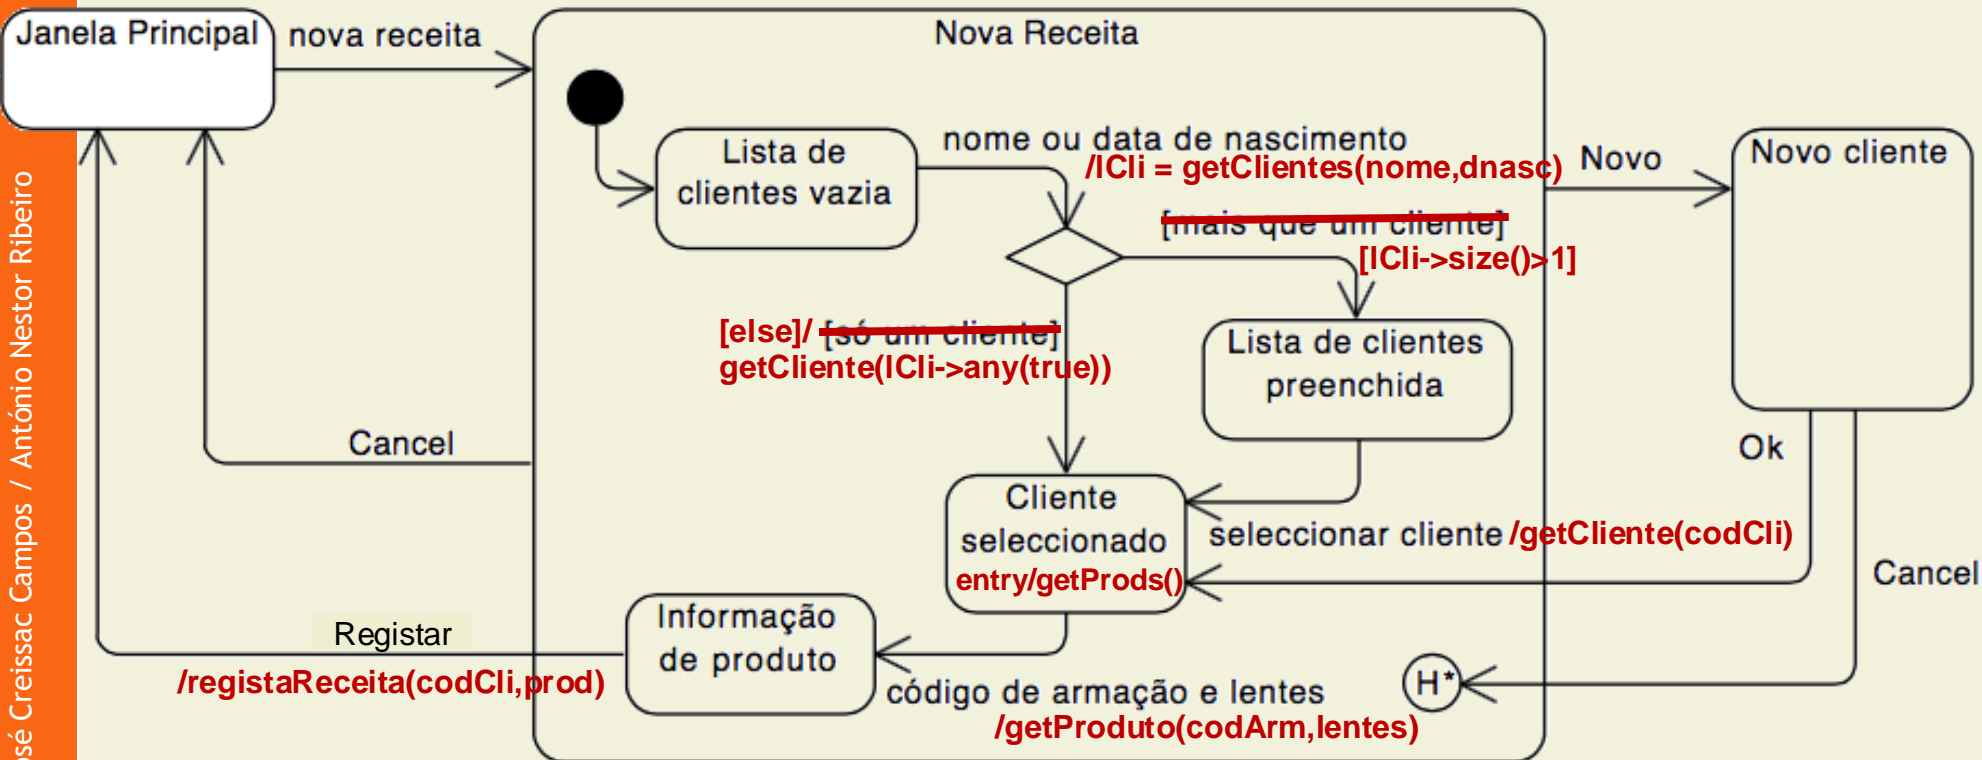 Janela Principal
nova receita
Nova Receita
Lista de
clientes vazia
nome ou data de nascimento
/lCli = getClientes(nome,dnasc)
Novo
Novo cliente
[mais que um cliente]
[lCli->size()>1]
[else]/ [só um cliente]
getCliente(lCli->any(true))
Lista de clientes
preenchida
Cancel
Ok
Cliente
seleccionado
entry/getProds()
seleccionar cliente /getCliente(codCli)
Cancel
Informação
de produto
Registar
/registaReceita(codCli,prod)
código de armação e lentes
/getProduto(codArm,lentes)
H*
osé Creissac Campos / António Nestor Ribeiro